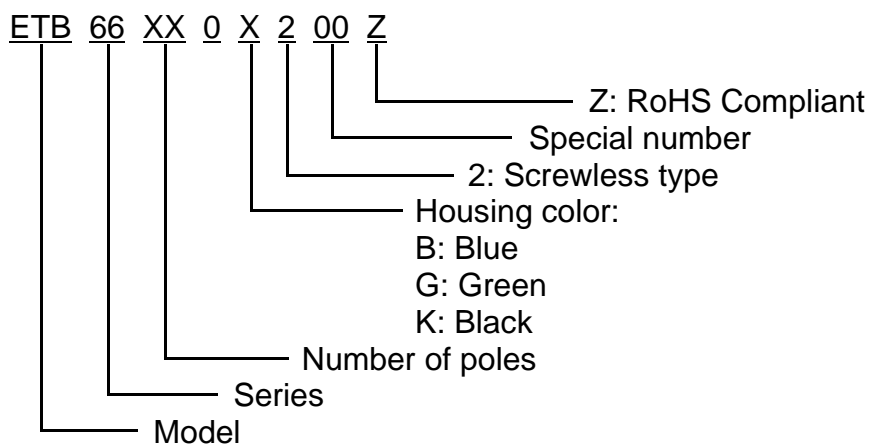 ETB 66 XX 0 X 2 00 Z
Z: RoHS Compliant
Special number
2: Screwless type
Housing color:
B: Blue
G: Green
K: Black
Number of poles
Series
Model